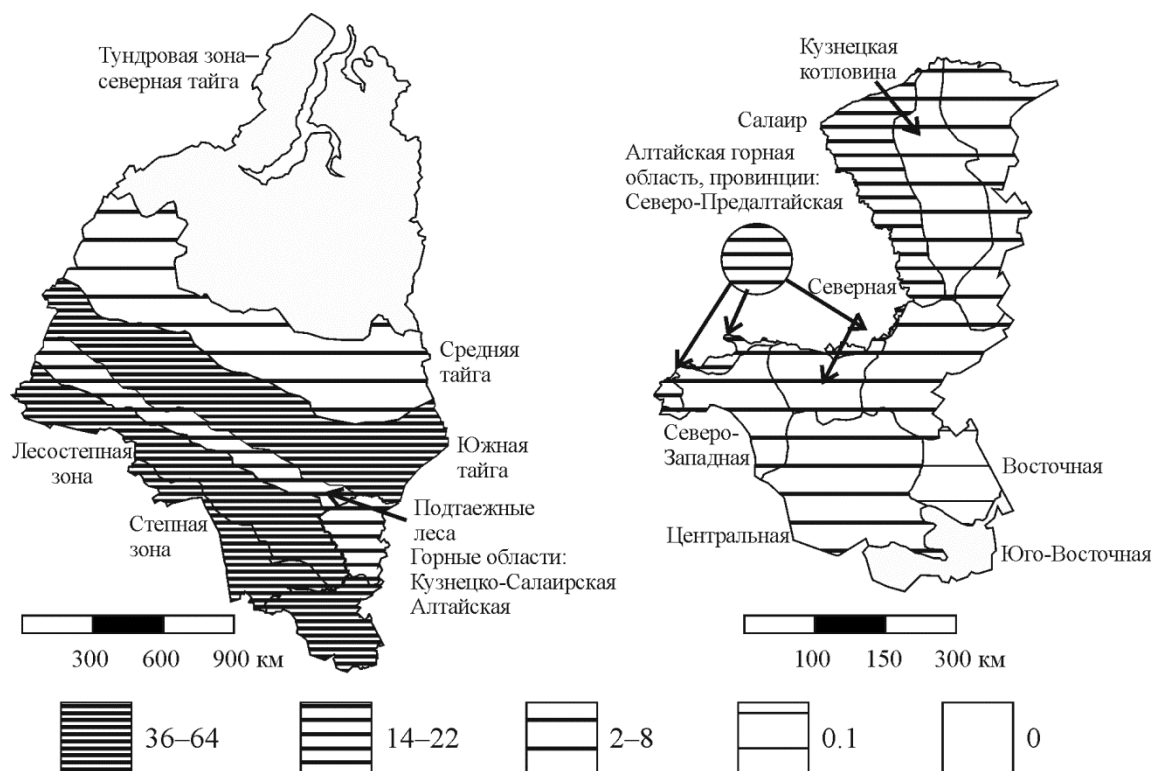 Тундровая зона–
северная тайга
Средняя
тайга
Южная
тайга
Лесостепная
зона
Степная
зона
Подтаежные
леса
Горные области:
Кузнецко-Салаирская
Алтайская
300 600 900 км
Кузнецкая
котловина
Салаир
Алтайская горная
область, провинции:
Северо-Предалтайская
Северная
Северо-
Западная
Восточная
Центральная
Юго-Восточная
100 150 300 км
36–64 14–22 2–8 0.1 0